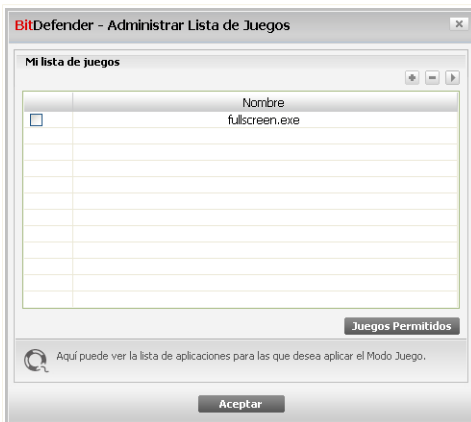 BitDefender - Administrar Lista de Juegos
Mi lista de juegos
Nombre
fullscreen.exe
Juegos Permitidos
Aquí puede ver la lista de aplicaciones para las que desea aplicar el Modo Juego.
Aceptar